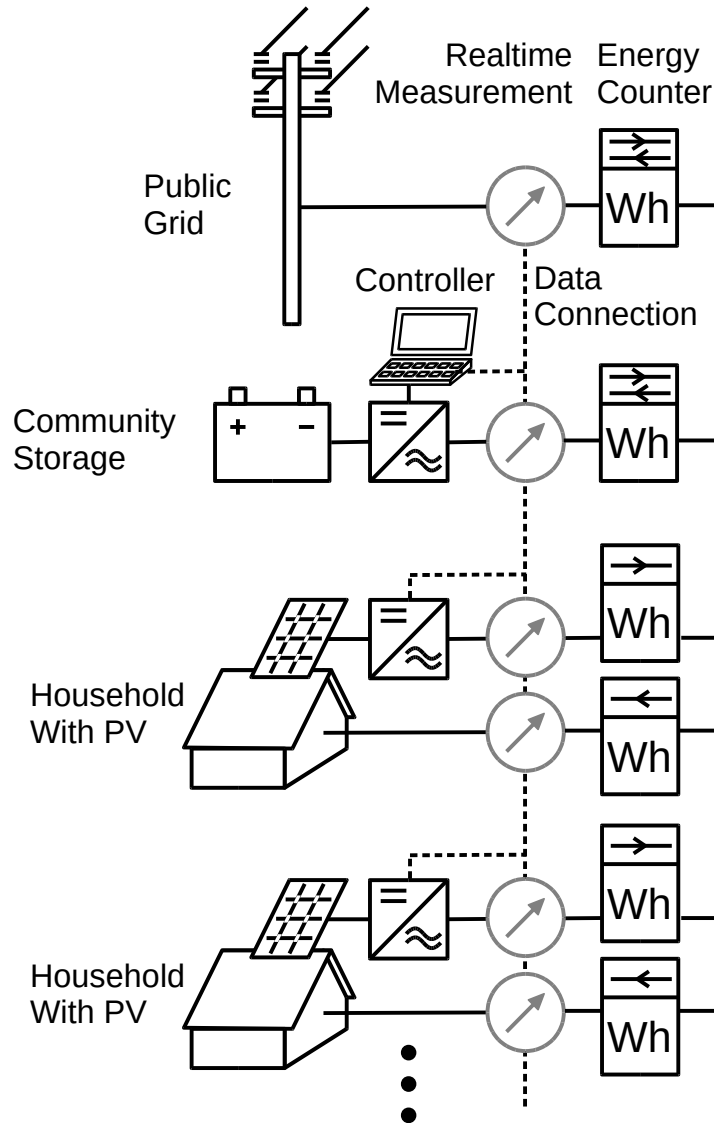 Realtime
Measurement
Energy
Counter
Public
Grid
Wh
Controller
Data
Connection
Community
Storage
+ −
Wh
Wh
Household
With PV
Wh
Wh
Household
With PV
Wh